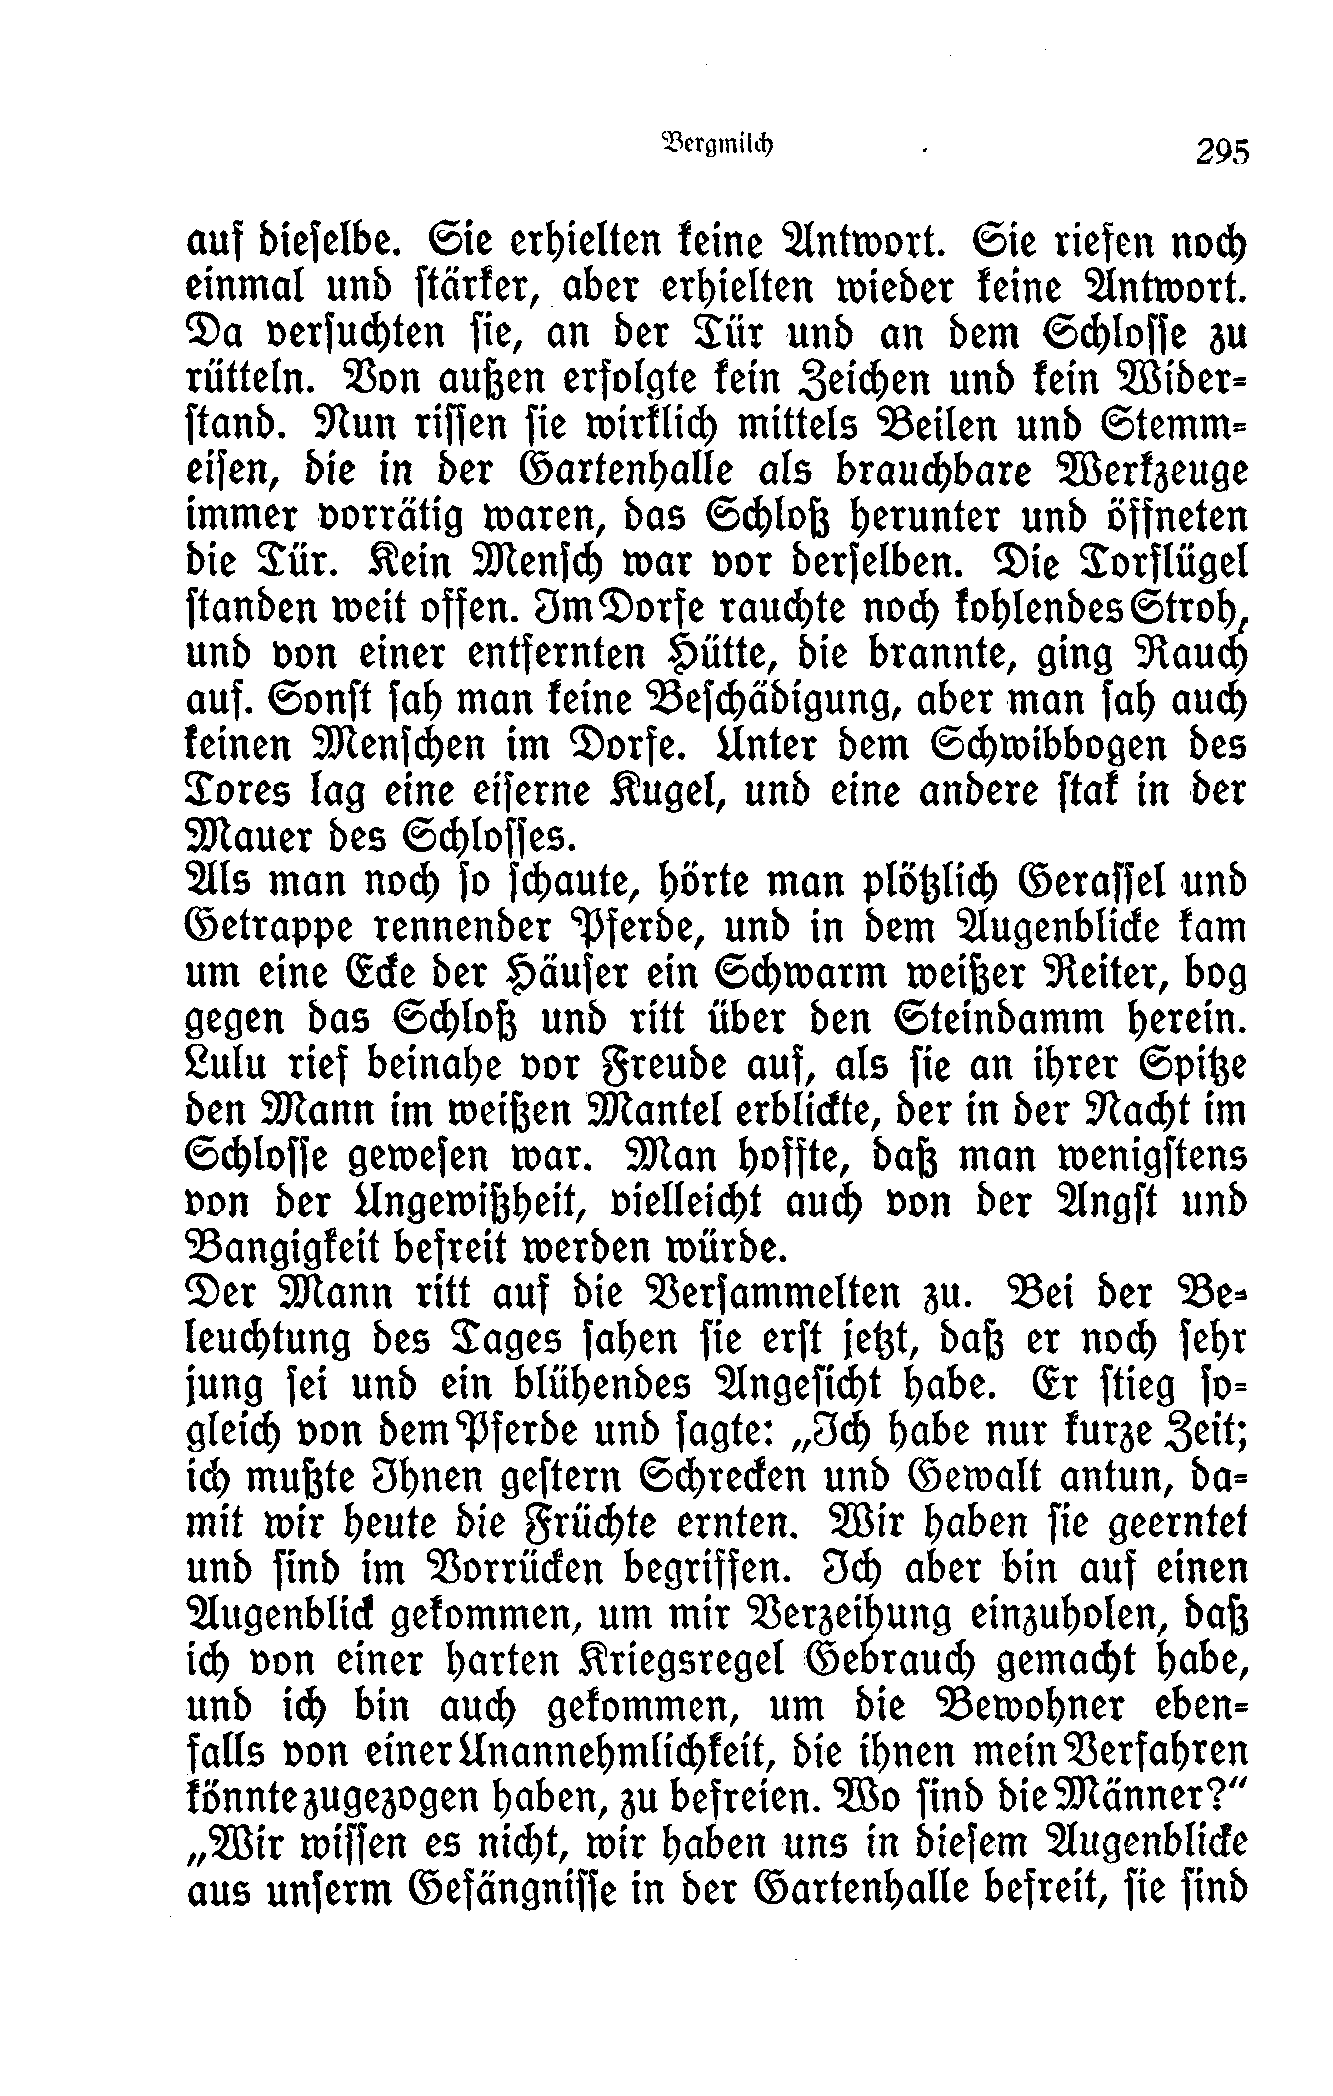 Bergmilch 295
auf dieſelbe. Sie erhielten keine Antwort. Sie riefen noch
einmal und ſtärker, aber erhielten wieder keine Antwort.
Da verſuchten ſie, an der Tür und an dem Schloſſe zu
rütteln. Von außen erfolgte kein Zeichen und kein Wider-
ſtand. Nun riſſen ſie wirklich mittels Beilen und Stemm-
eiſen, die in der Gartenhalle als brauchbare Werkzeuge
immer vorrätig waren, das Schloß herunter und öffneten
die Tür. Kein Menſch war vor derſelben. Die Torflügel
ſtanden weit offen. Im Dorfe rauchte noch kohlendes Stroh,
und von einer entfernten Hütte, die brannte, ging Rauch
auf. Sonſt ſah man keine Beſchädigung, aber man ſah auch
keinen Menſchen im Dorfe. Unter dem Schwibbogen des
Tores lag eine eiſerne Kugel, und eine andere ſtak in der
Mauer des Schloſſes.
Als man noch ſo ſchaute, hörte man plötzlich Geraſſel und
Getrappe rennender Pferde, und in dem Augenblicke kam
um eine Ecke der Häuſer ein Schwarm weißer Reiter, bog
gegen das Schloß und ritt über den Steindamm herein.
Lulu rief beinahe vor Freude auf, als ſie an ihrer Spitze
den Mann im weißen Mantel erblickte, der in der Nacht im
Schloſſe geweſen war. Man hoffte, daß man wenigſtens
von der Ungewißheit, vielleicht auch von der Angſt und
Bangigkeit befreit werden würde.
Der Mann ritt auf die Verſammelten zu. Bei der Be-
leuchtung des Tages ſahen ſie erſt jetzt, daß er noch ſehr
jung ſei und ein blühendes Angeſicht habe. Er ſtieg ſo-
gleich von dem Pferde und ſagte: „Ich habe nur kurze Zeit;
ich mußte Ihnen geſtern Schrecken und Gewalt antun, da-
mit wir heute die Früchte ernten. Wir haben ſie geerntet
und ſind im Vorrücken begriffen. Ich aber bin auf einen
Augenblick gekommen, um mir Verzeihung einzuholen, daß
ich von einer harten Kriegsregel Gebrauch gemacht habe,
und ich bin auch gekommen, um die Bewohner eben-
falls von einer Unannehmlichkeit, die ihnen mein Verfahren
könnte zugezogen haben, zu befreien. Wo ſind die Männer?“
„Wir wiſſen es nicht, wir haben uns in dieſem Augenblicke
aus unſerm Gefängniſſe in der Gartenhalle befreit, ſie ſind